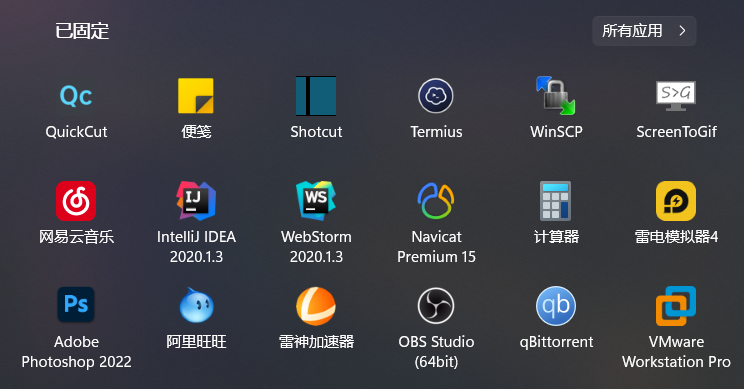 已固定
所有应用
Qc
S>G
QuickCut
便笺
Shotcut
Termius
WinSCP
ScreenToGif
IJ
WS
网易云音乐
IntelliJ IDEA
2020.1.3
WebStorm
2020.1.3
Navicat
Premium 15
计算器
雷电模拟器4
Ps
qb
Adobe
Photoshop 2022
阿里旺旺
雷神加速器
OBS Studio
(64bit)
qBittorrent
VMware
Workstation Pro